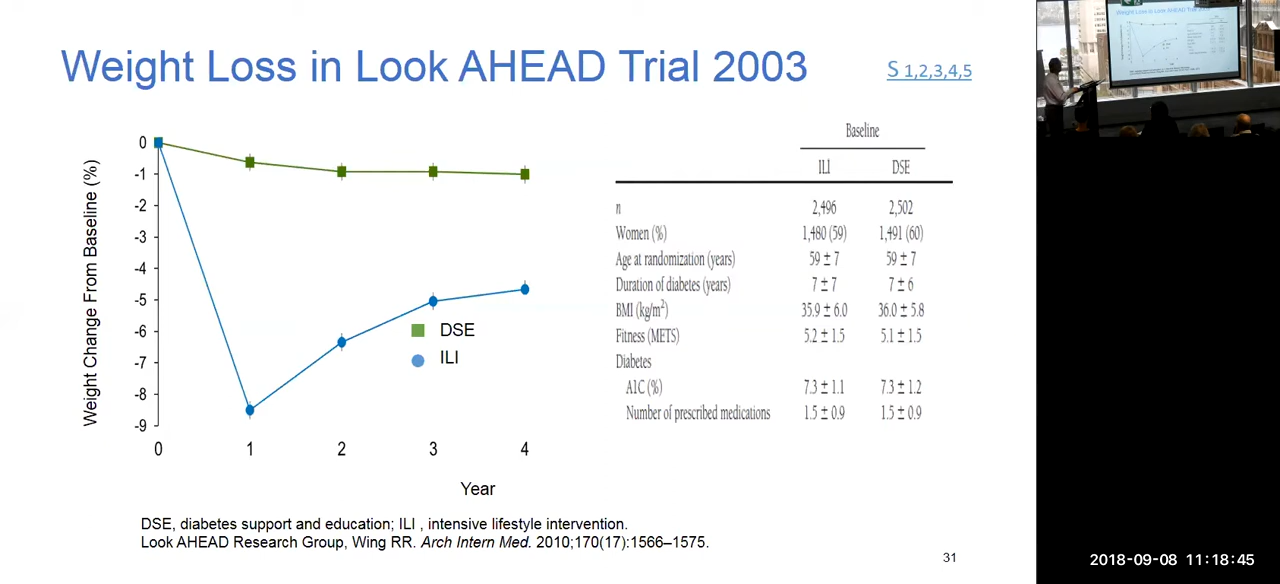 Weight Loss in Look AHEAD Trial 2003
S 1,2,3,4,5
Weight Change From Baseline (%)
0
-1
-2
-3
-4
-5
-6
-7
-8
-9
0 1 2 3 4
Year
DSE
ILI
Baseline
ILI DSE
n 2,496 2,502
Women (%) 1,480 (59) 1,491 (60)
Age at randomization (years) 59 ± 7 59 ± 7
Duration of diabetes (years) 7 ± 7 7 ± 6
BMI (kg/m²) 35.9 ± 6.0 36.0 ± 5.8
Fitness (METS) 5.2 ± 1.5 5.1 ± 1.5
Diabetes
A1C (%) 7.3 ± 1.1 7.3 ± 1.2
Number of prescribed medications 1.5 ± 0.9 1.5 ± 0.9
DSE, diabetes support and education; ILI , intensive lifestyle intervention.
Look AHEAD Research Group, Wing RR. Arch Intern Med. 2010;170(17):1566–1575.
31
Weight Loss in Look AHEAD Trial 2003
2018-09-08 11:18:45